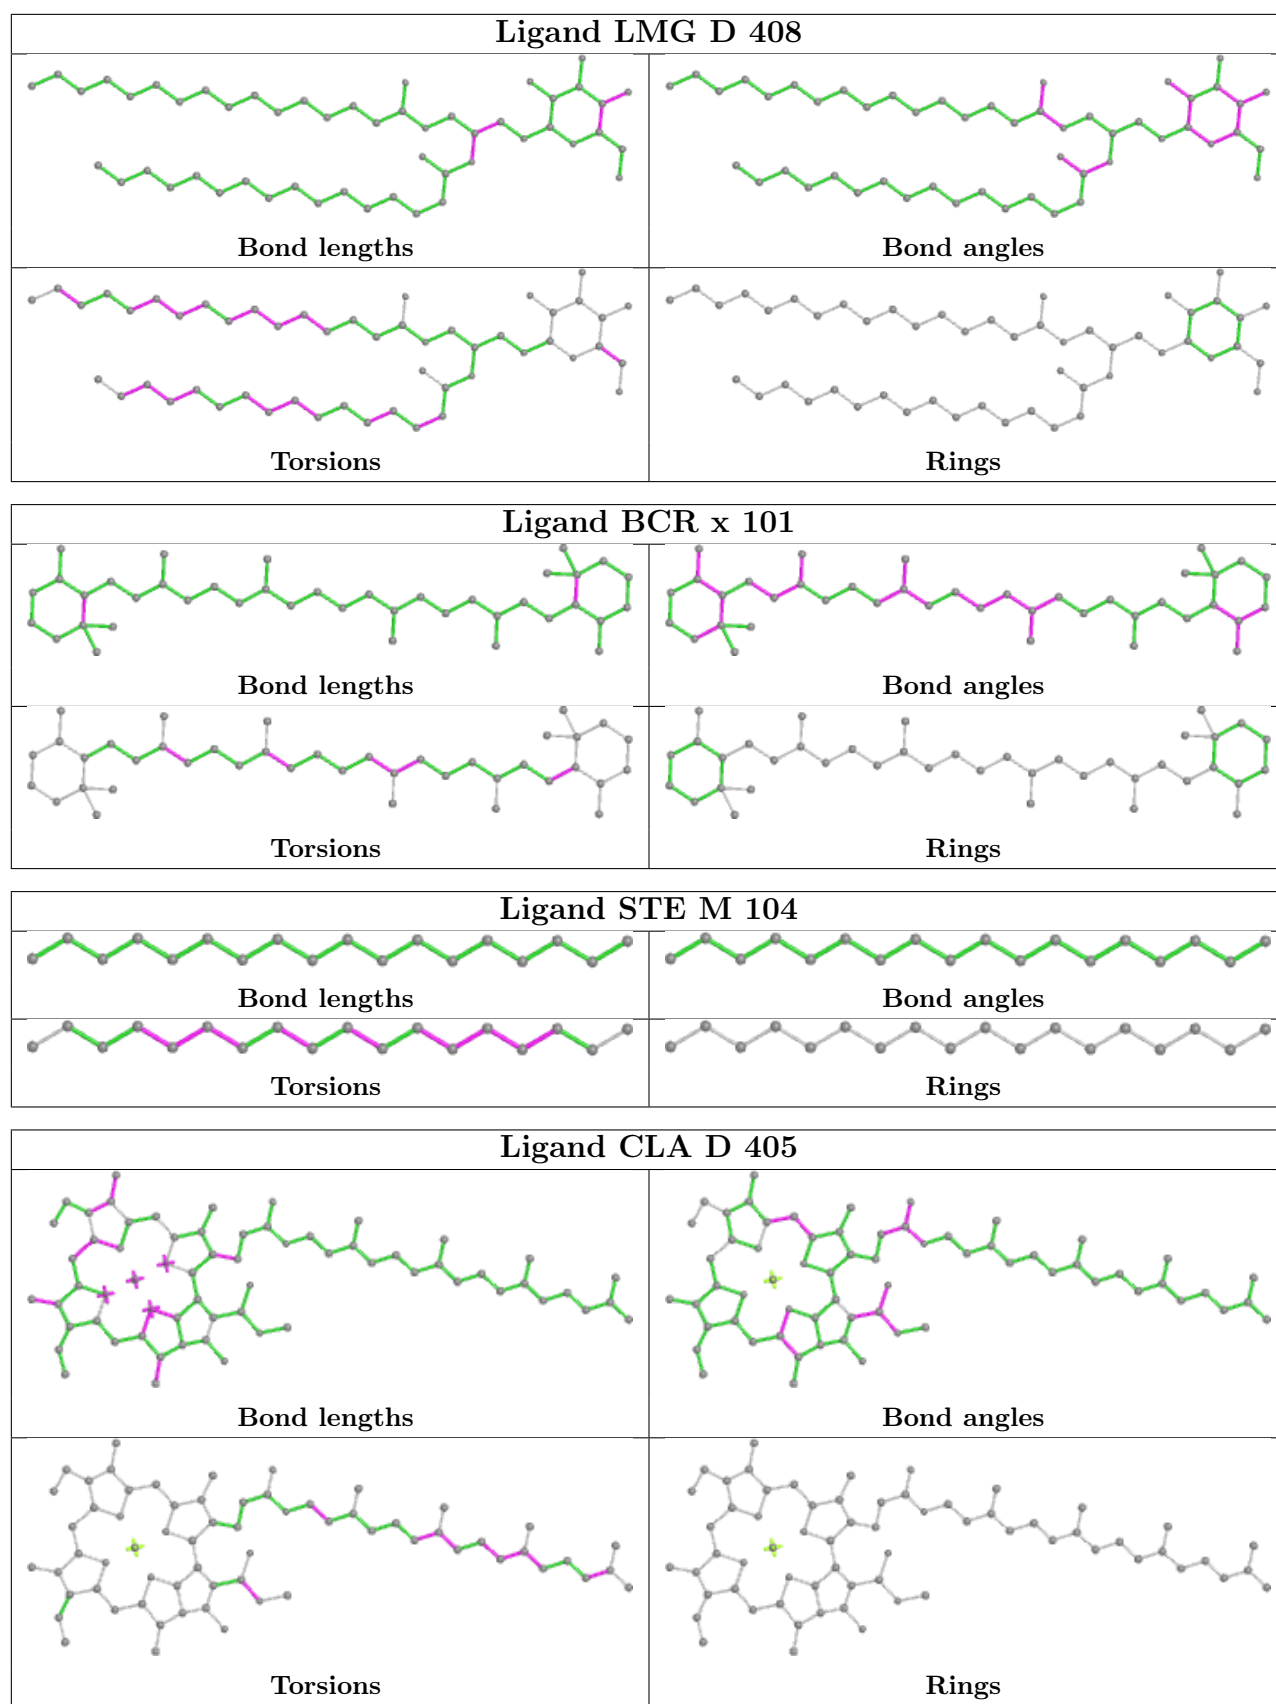 Ligand LMG D 408
Bond lengths
Bond angles
Torsions
Rings
Ligand BCR x 101
Bond lengths
Bond angles
Torsions
Rings
Ligand STE M 104
Bond lengths
Bond angles
Torsions
Rings
Ligand CLA D 405
Bond lengths
Bond angles
Torsions
Rings